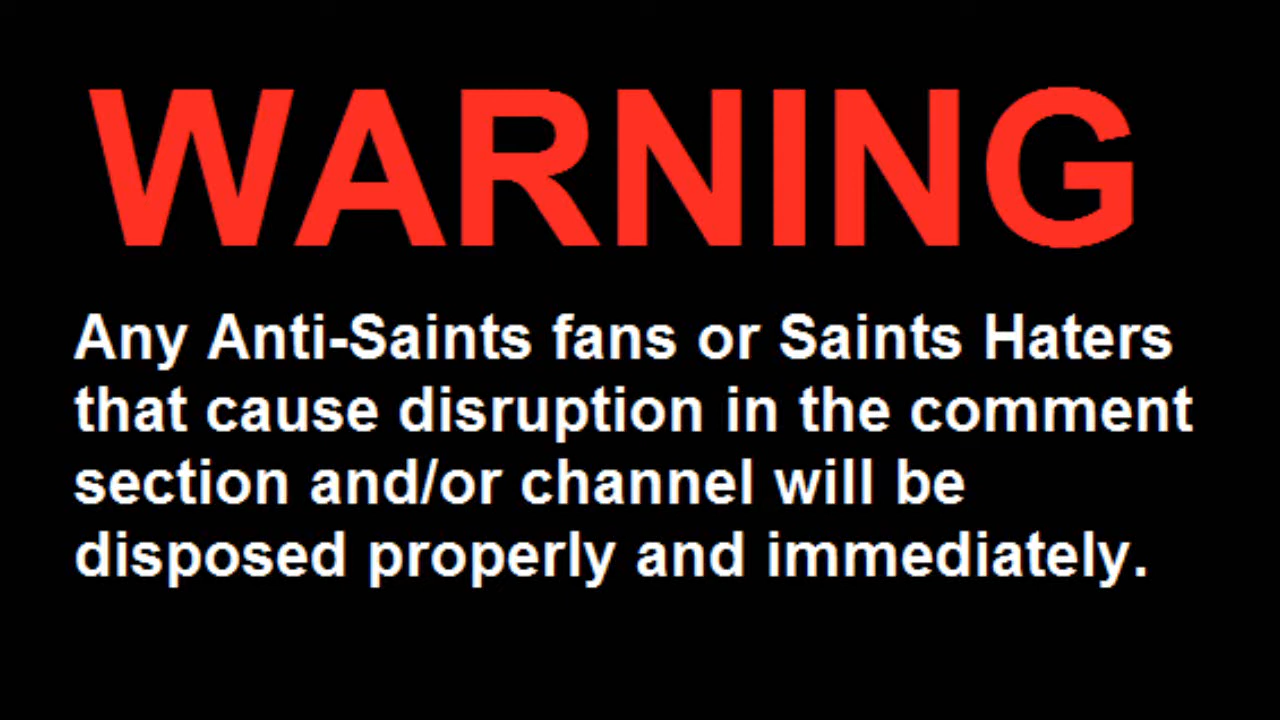 WARNING
Any Anti-Saints fans or Saints Haters
that cause disruption in the comment
section and/or channel will be
disposed properly and immediately.